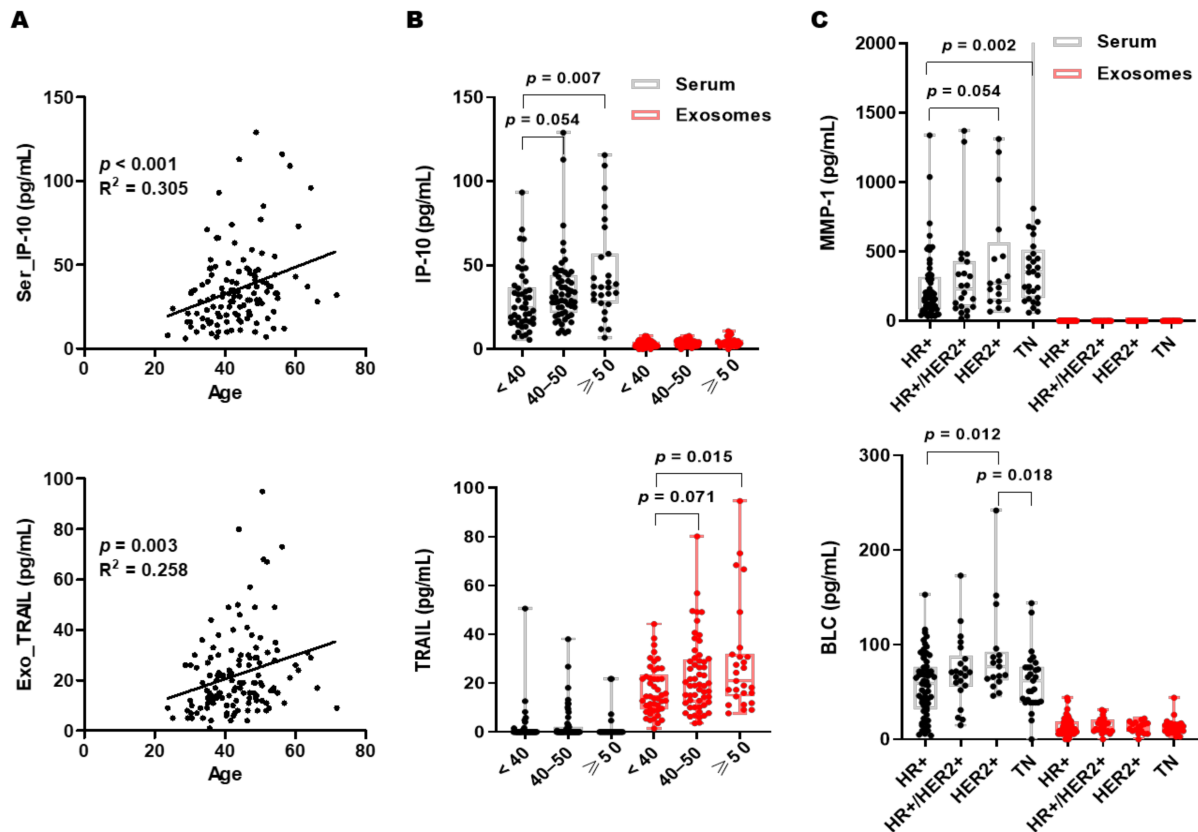 A
B
C
p < 0.001
R2 = 0.305
Ser_IP-10 (pg/mL)
150
100
50
0
0
20
40
60
80
Age
p = 0.007
p = 0.054
Serum
Exosomes
IP-10 (pg/mL)
150
100
50
0
< 40
40–50
⩾ 50
< 40
40–50
⩾ 50
p = 0.002
p = 0.054
Serum
Exosomes
MMP-1 (pg/mL)
2000
1500
1000
500
0
HR+
HR+/HER2+
HER2+
TN
HR+
HR+/HER2+
HER2+
TN
p = 0.003
R2 = 0.258
Exo_TRAIL (pg/mL)
100
80
60
40
20
0
0
20
40
60
80
Age
p = 0.015
p = 0.071
TRAIL (pg/mL)
100
80
60
40
20
0
< 40
40–50
⩾ 50
< 40
40–50
⩾ 50
p = 0.012
p = 0.018
BLC (pg/mL)
300
200
100
0
HR+
HR+/HER2+
HER2+
TN
HR+
HR+/HER2+
HER2+
TN